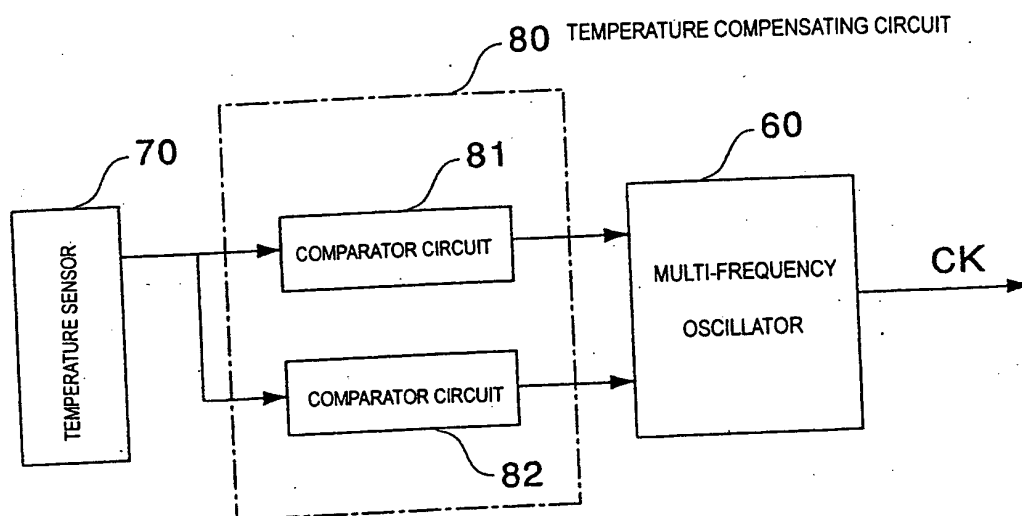 80 TEMPERATURE COMPENSATING CIRCUIT
70
81
60
TEMPERATURE SENSOR
COMPARATOR CIRCUIT
MULTI-FREQUENCY
OSCILLATOR
CK
COMPARATOR CIRCUIT
82